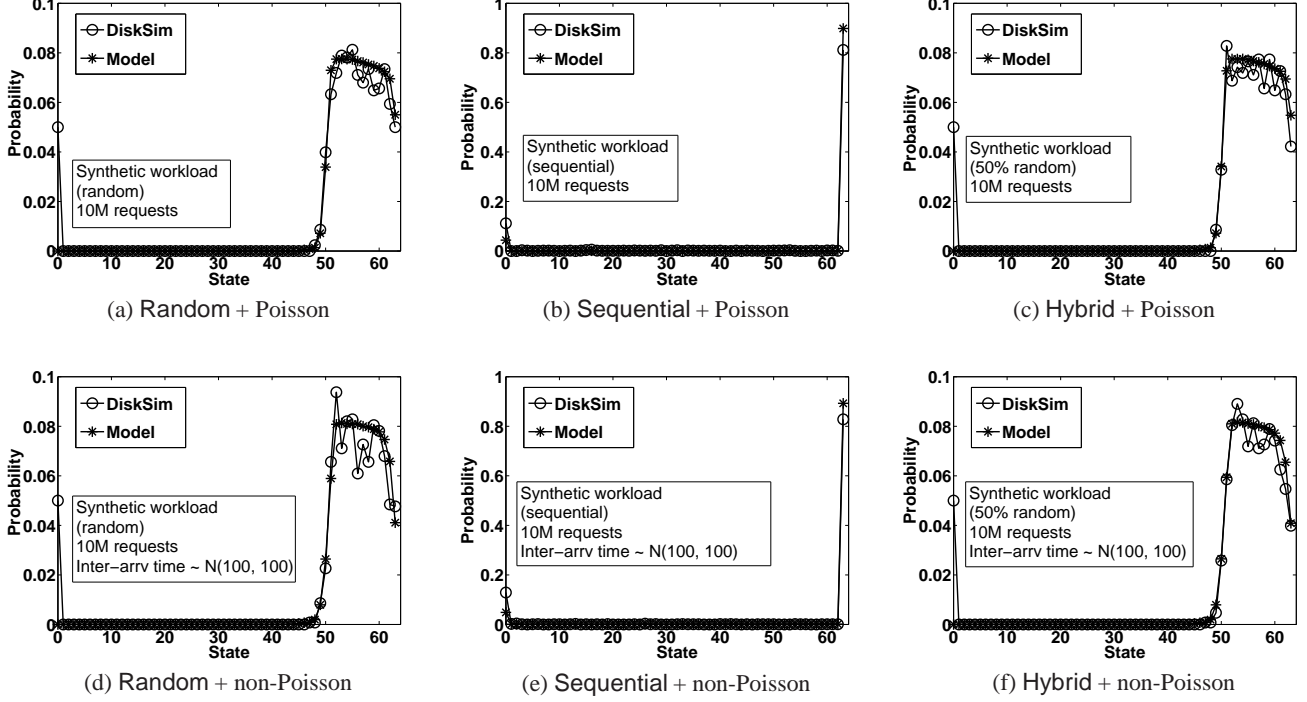 0.1
0.08
0.06
0.04
0.02
0
Probability
DiskSim
Model
Synthetic workload
(random)
10M requests
0 10 20 30 40 50 60
State
(a) Random + Poisson
1
0.8
0.6
0.4
0.2
0
Probability
DiskSim
Model
Synthetic workload
(sequential)
10M requests
0 10 20 30 40 50 60
State
(b) Sequential + Poisson
0.1
0.08
0.06
0.04
0.02
0
Probability
DiskSim
Model
Synthetic workload
(50% random)
10M requests
0 10 20 30 40 50 60
State
(c) Hybrid + Poisson
0.1
0.08
0.06
0.04
0.02
0
Probability
DiskSim
Model
Synthetic workload
(random)
10M requests
Inter−arrv time ~ N(100, 100)
0 10 20 30 40 50 60
State
(d) Random + non-Poisson
1
0.8
0.6
0.4
0.2
0
Probability
DiskSim
Model
Synthetic workload
(sequential)
10M requests
Inter−arrv time ~ N(100, 100)
0 10 20 30 40 50 60
State
(e) Sequential + non-Poisson
0.1
0.08
0.06
0.04
0.02
0
Probability
DiskSim
Model
Synthetic workload
(50% random)
10M requests
Inter−arrv time ~ N(100, 100)
0 10 20 30 40 50 60
State
(f) Hybrid + non-Poisson